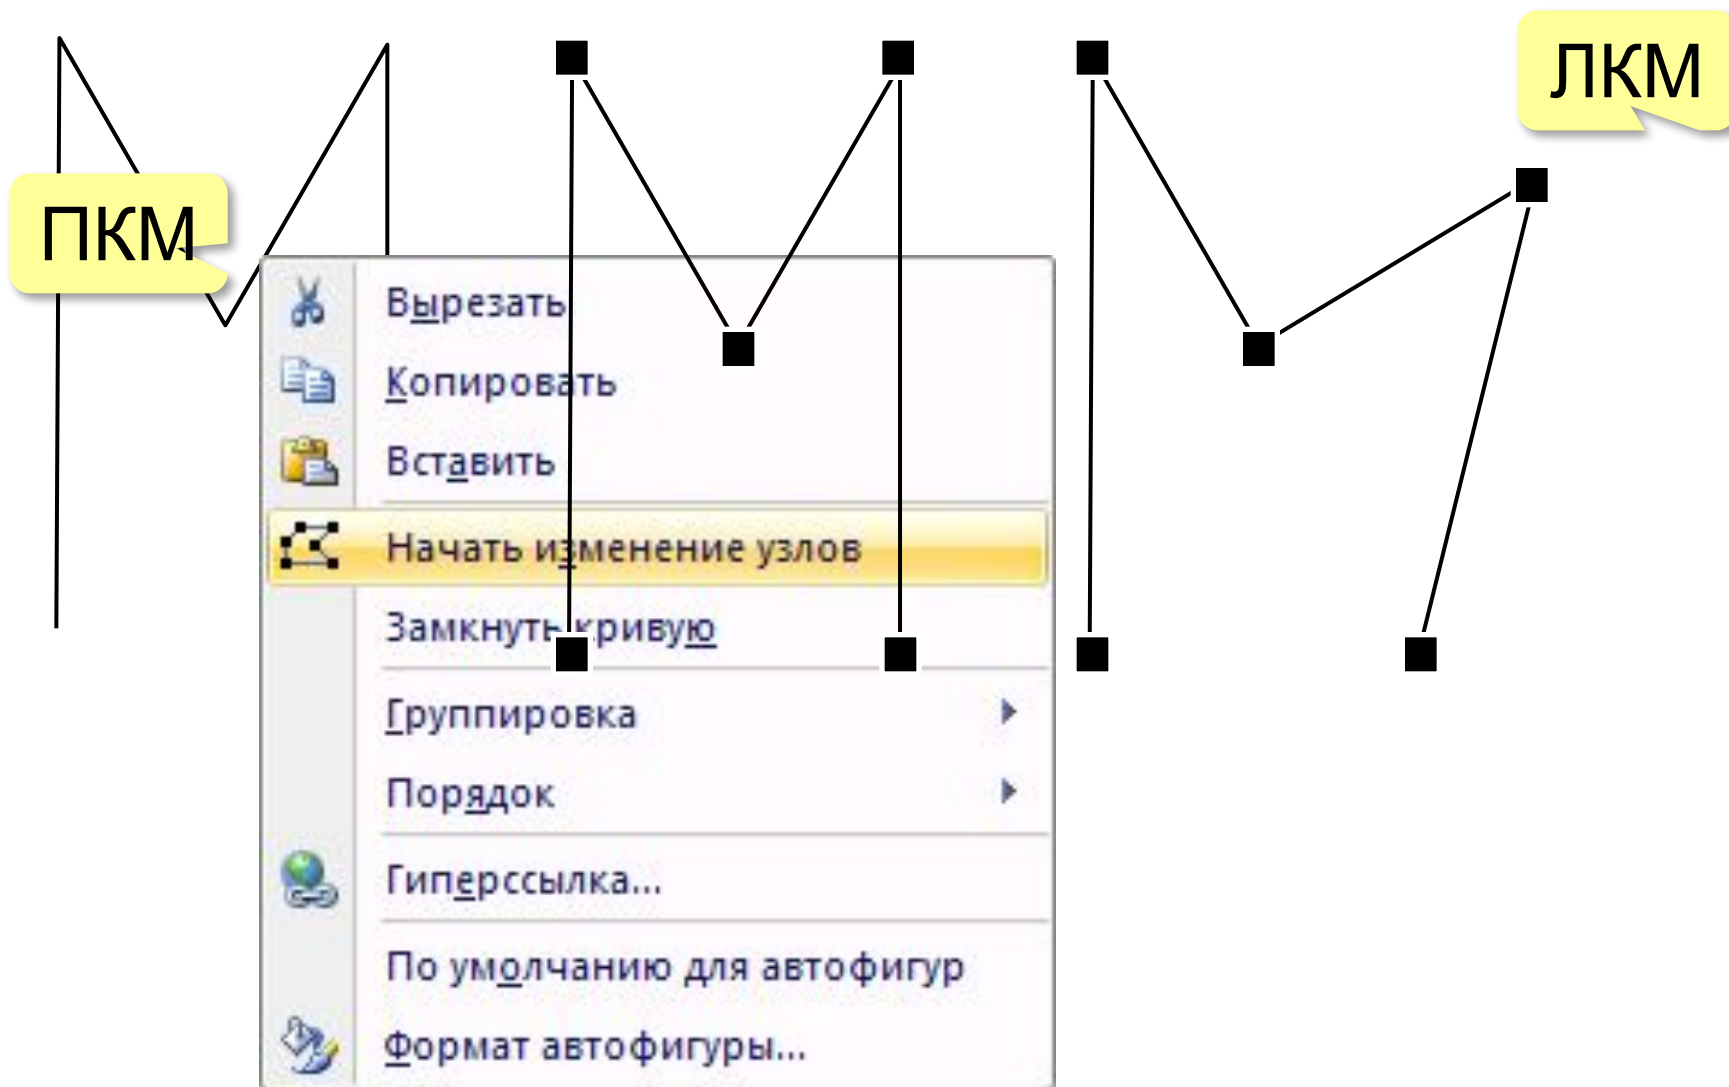 ЛКМ
ПКМ
Вырезать
Копировать
Вставить
Начать изменение узлов
Замкнуть кривую
Группировка
Порядок
Гиперссылка...
По умолчанию для автофигур
Формат автофигуры...